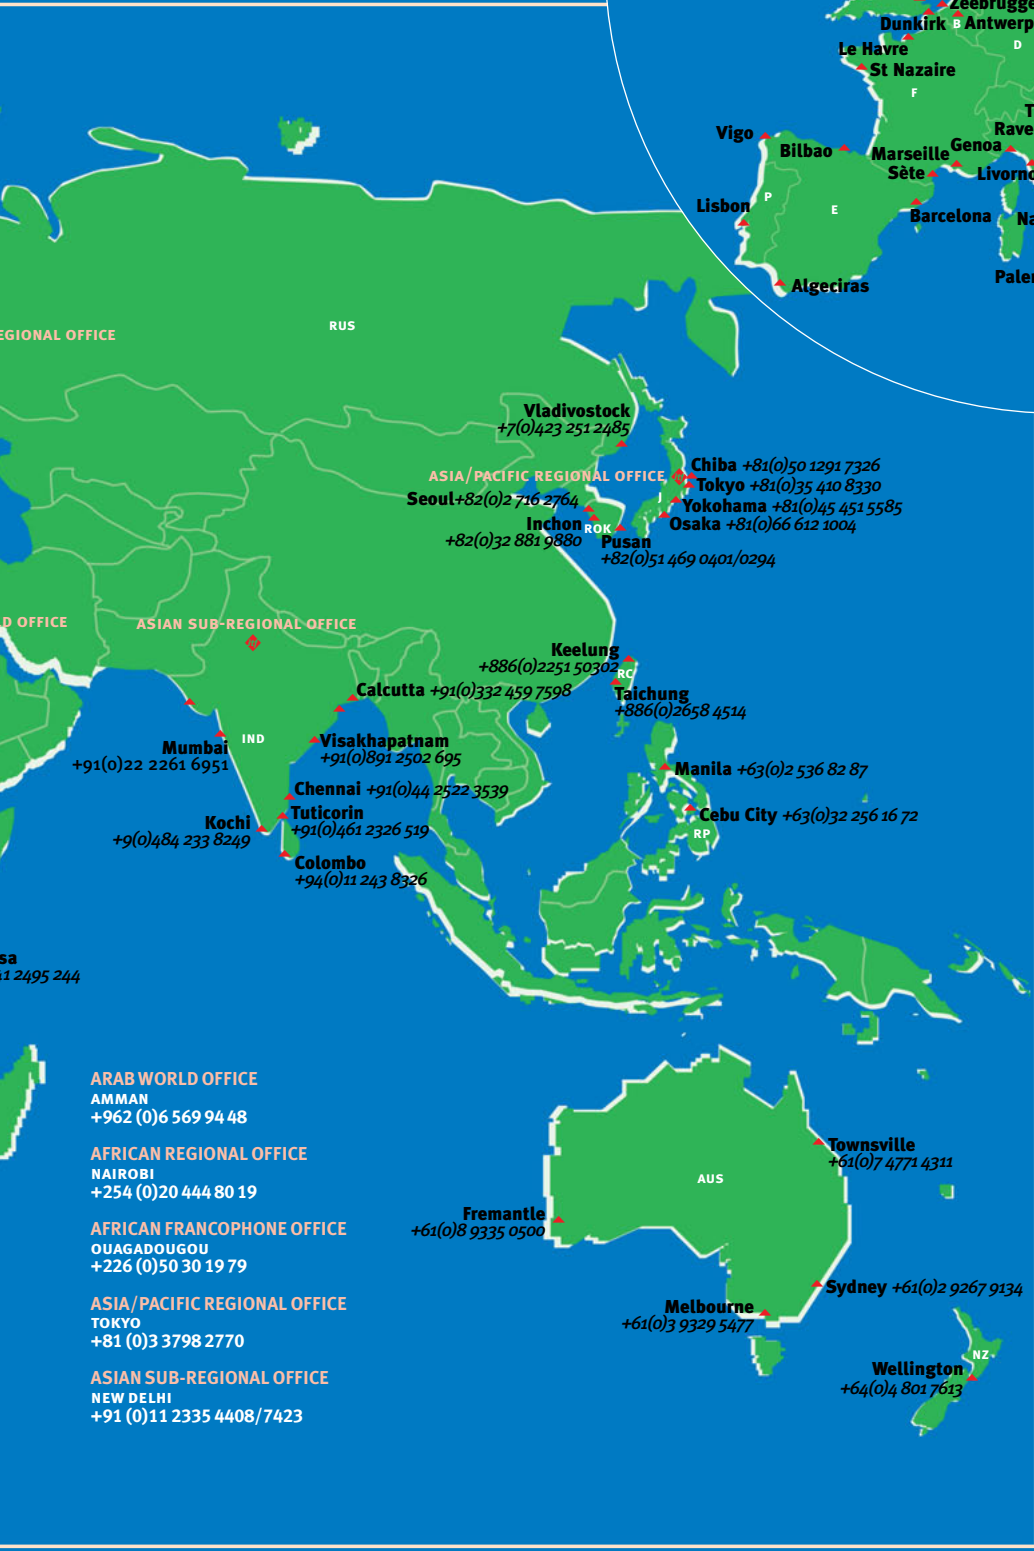 Zeebrugge
Dunkirk
B
Antwerp
D
Le Havre
St Nazaire
F
Vigo
Bilbao
Marseille
Genoa
Sète
Livorno
P
E
Lisbon
Barcelona
Algeciras
RUS
EGIONAL OFFICE
Vladivostock
+7(0)423 251 2485
ASIA/PACIFIC REGIONAL OFFICE
Chiba +81(0)50 1291 7326
Tokyo +81(0)35 410 8330
J
Yokohama +81(0)45 451 5585
Osaka +81(0)66 612 1004
Seoul+82(0)2 716 2764
Inchon
+82(0)32 881 9880
ROK
Pusan
+82(0)51 469 0401/0294
D OFFICE
ASIAN SUB-REGIONAL OFFICE
Keelung
+886(0)2251 50302
RC
Taichung
+886(0)2658 4514
Calcutta +91(0)332 459 7598
IND
Mumbai
+91(0)22 2261 6951
Visakhapatnam
+91(0)891 2502 695
Manila +63(0)2 536 82 87
Chennai +91(0)44 2522 3539
Tuticorin
+91(0)461 2326 519
Cebu City +63(0)32 256 16 72
RP
Kochi
+9(0)484 233 8249
Colombo
+94(0)11 243 8326
sa
41 2495 244
ARAB WORLD OFFICE
AMMAN
+962 (0)6 569 94 48
AFRICAN REGIONAL OFFICE
NAIROBI
+254 (0)20 444 80 19
AFRICAN FRANCOPHONE OFFICE
OUAGADOUGOU
+226 (0)50 30 19 79
ASIA/PACIFIC REGIONAL OFFICE
TOKYO
+81 (0)3 3798 2770
ASIAN SUB-REGIONAL OFFICE
NEW DELHI
+91 (0)11 2335 4408/7423
Townsville
+61(0)7 4771 4311
AUS
Fremantle
+61(0)8 9335 0500
Sydney +61(0)2 9267 9134
Melbourne
+61(0)3 9329 5477
NZ
Wellington
+64(0)4 801 7613